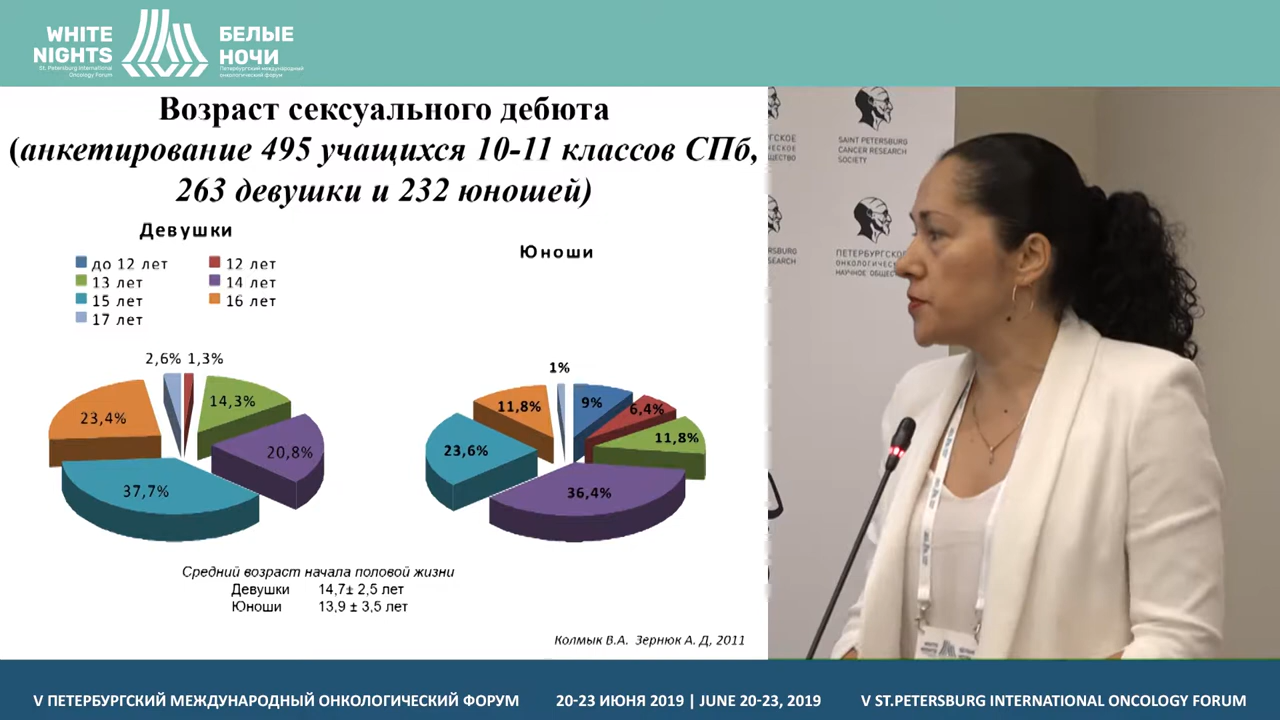 WHITE
NIGHTS
St. Petersburg International
Oncology Forum
БЕЛЫЕ
НОЧИ
Петербургский международный
онкологический форум
Возраст сексуального дебюта
(анкетирование 495 учащихся 10-11 классов СПб,
263 девушки и 232 юношей)
Девушки
до 12 лет
12 лет
13 лет
14 лет
15 лет
16 лет
17 лет
2,6%
1,3%
14,3%
20,8%
37,7%
23,4%
Юноши
1%
9%
6,4%
11,8%
36,4%
23,6%
11,8%
Средний возраст начала половой жизни
Девушки 14,7± 2,5 лет
Юноши 13,9 ± 3,5 лет
Колмык В.А. Зернюк А. Д, 2011
SAINT PETERSBURG
CANCER RESEARCH
SOCIETY
ПЕТЕРБУРГСКОЕ
НАУЧНОЕ
БЕЛЫЕ
V ПЕТЕРБУРГСКИЙ МЕЖДУНАРОДНЫЙ ОНКОЛОГИЧЕСКИЙ ФОРУМ
20-23 ИЮНЯ 2019 | JUNE 20-23, 2019
V ST.PETERSBURG INTERNATIONAL ONCOLOGY FORUM